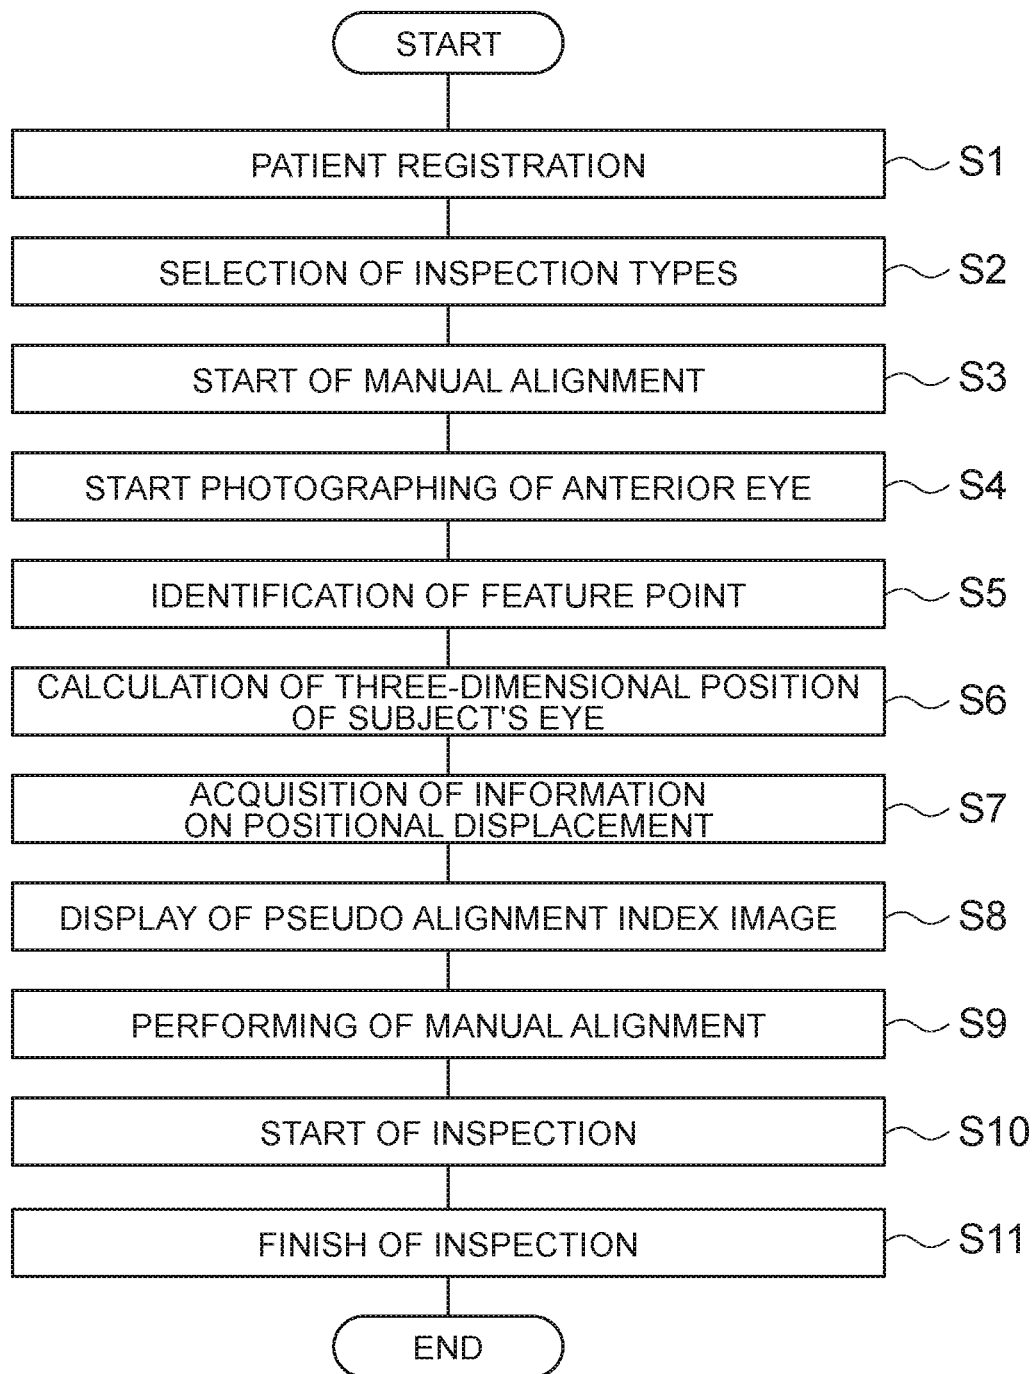 START
PATIENT REGISTRATION
S1
SELECTION OF INSPECTION TYPES
S2
START OF MANUAL ALIGNMENT
S3
START PHOTOGRAPHING OF ANTERIOR EYE
S4
IDENTIFICATION OF FEATURE POINT
S5
CALCULATION OF THREE-DIMENSIONAL POSITION
OF SUBJECT'S EYE
S6
ACQUISITION OF INFORMATION
ON POSITIONAL DISPLACEMENT
S7
DISPLAY OF PSEUDO ALIGNMENT INDEX IMAGE
S8
PERFORMING OF MANUAL ALIGNMENT
S9
START OF INSPECTION
S10
FINISH OF INSPECTION
S11
END